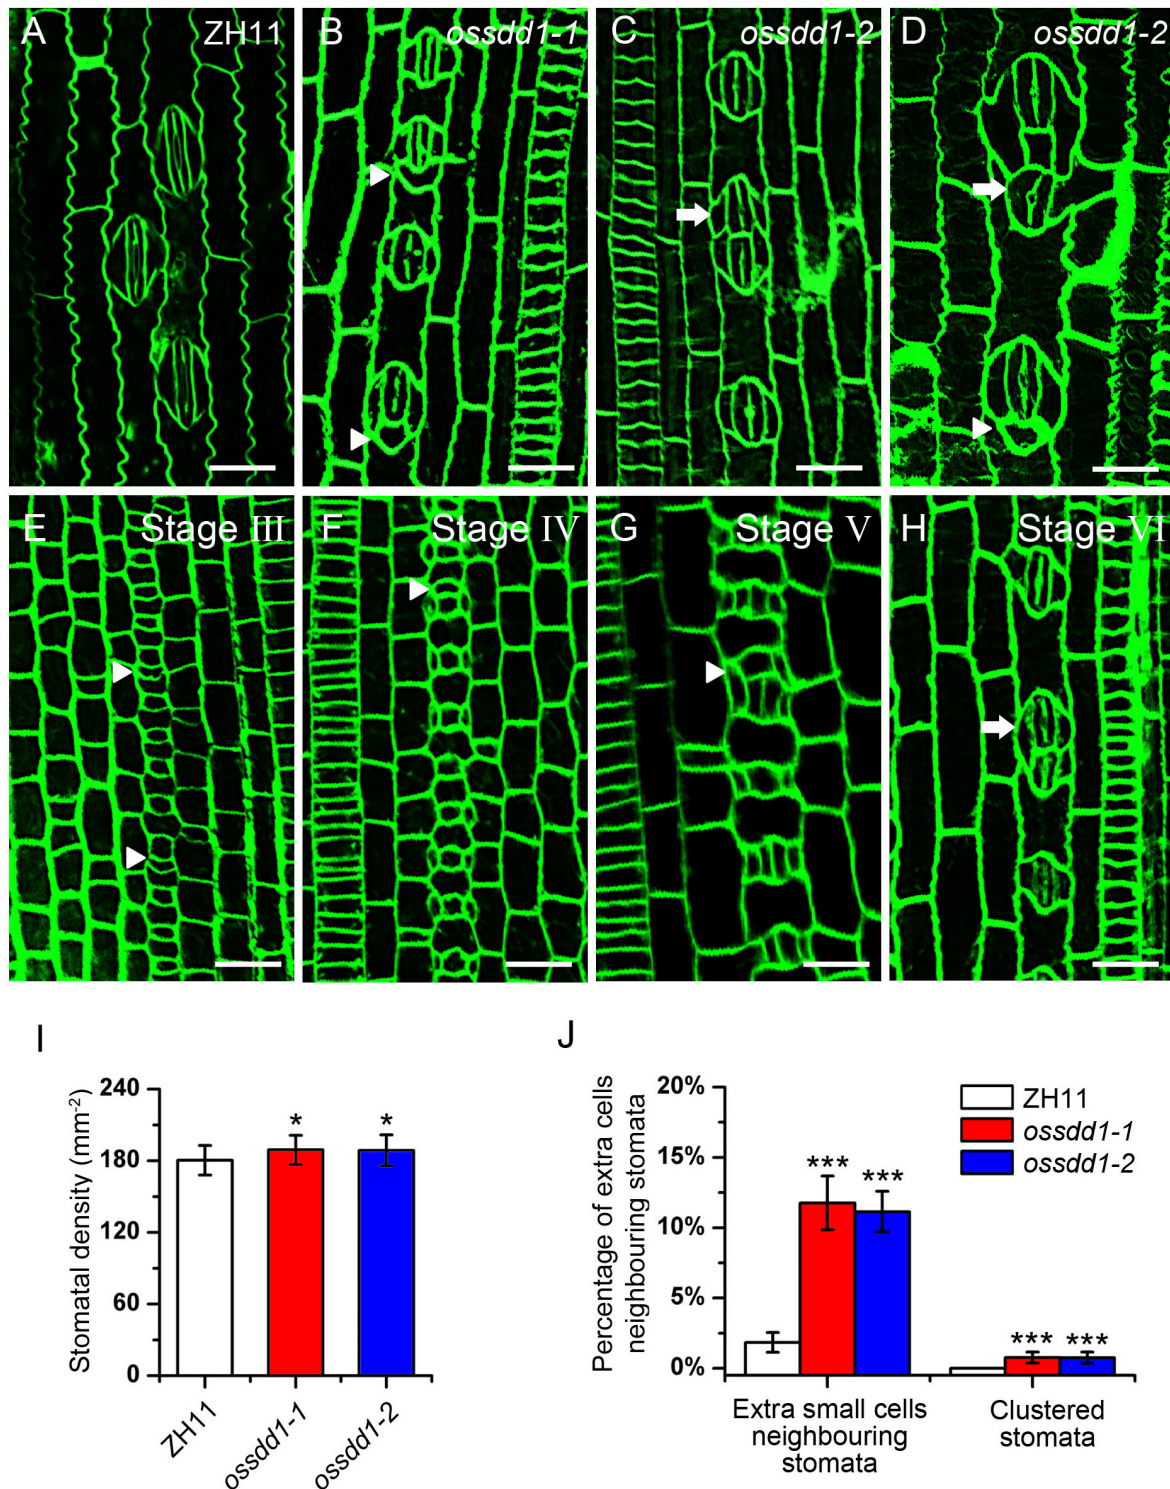 A ZH11
B ossdd1-1
C ossdd1-2
D ossdd1-2
E Stage III
F Stage IV
G Stage V
H Stage VI
I
Stomatal density (mm-2)
240
180
120
60
0
* *
ZH11
ossdd1-1
ossdd1-2
J
Percentage of extra cells
neighbouring stomata
20%
15%
10%
5%
0%
ZH11
ossdd1-1
ossdd1-2
*** ***
*** ***
Extra small cells
neighbouring
stomata
Clustered
stomata